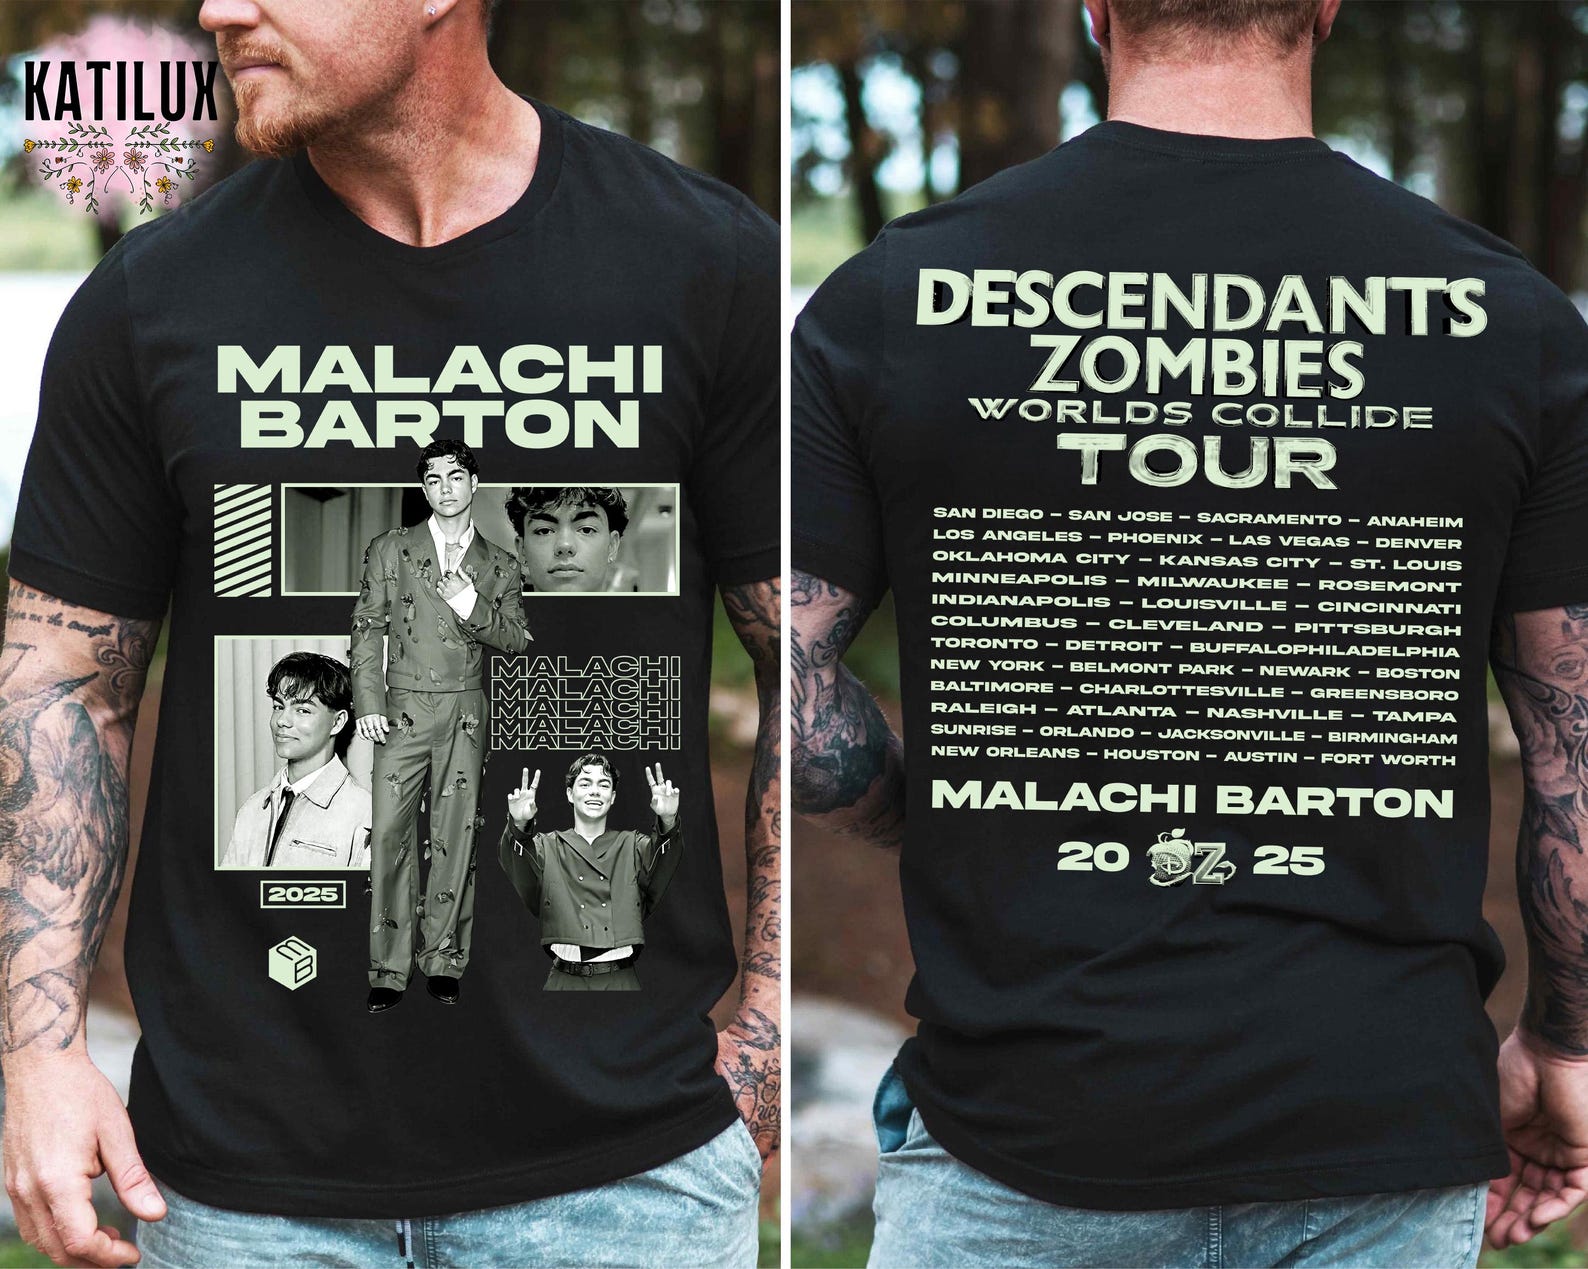 KATILUX
MALACHI
BARTON
MALACHI
MALACHI
MALACHI
MALACHI
MALACHI
2025
MB
DESCENDANTS
ZOMBIES
WORLDS COLLIDE
TOUR
SAN DIEGO – SAN JOSE – SACRAMENTO – ANAHEIM
LOS ANGELES – PHOENIX – LAS VEGAS – DENVER
OKLAHOMA CITY – KANSAS CITY – ST. LOUIS
MINNEAPOLIS – MILWAUKEE – ROSEMONT
INDIANAPOLIS – LOUISVILLE – CINCINNATI
COLUMBUS – CLEVELAND – PITTSBURGH
TORONTO – DETROIT – BUFFALOPHILADELPHIA
NEW YORK – BELMONT PARK – NEWARK – BOSTON
BALTIMORE – CHARLOTTESVILLE – GREENSBORO
RALEIGH – ATLANTA – NASHVILLE – TAMPA
SUNRISE – ORLANDO – JACKSONVILLE – BIRMINGHAM
NEW ORLEANS – HOUSTON – AUSTIN – FORT WORTH
MALACHI BARTON
20 DZ 25